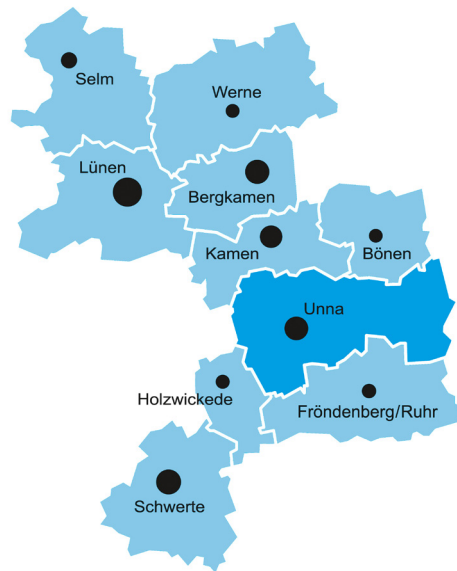 Selm
Werne
Lünen
Bergkamen
Kamen
Bönen
Unna
Holzwickede
Fröndenberg/Ruhr
Schwerte